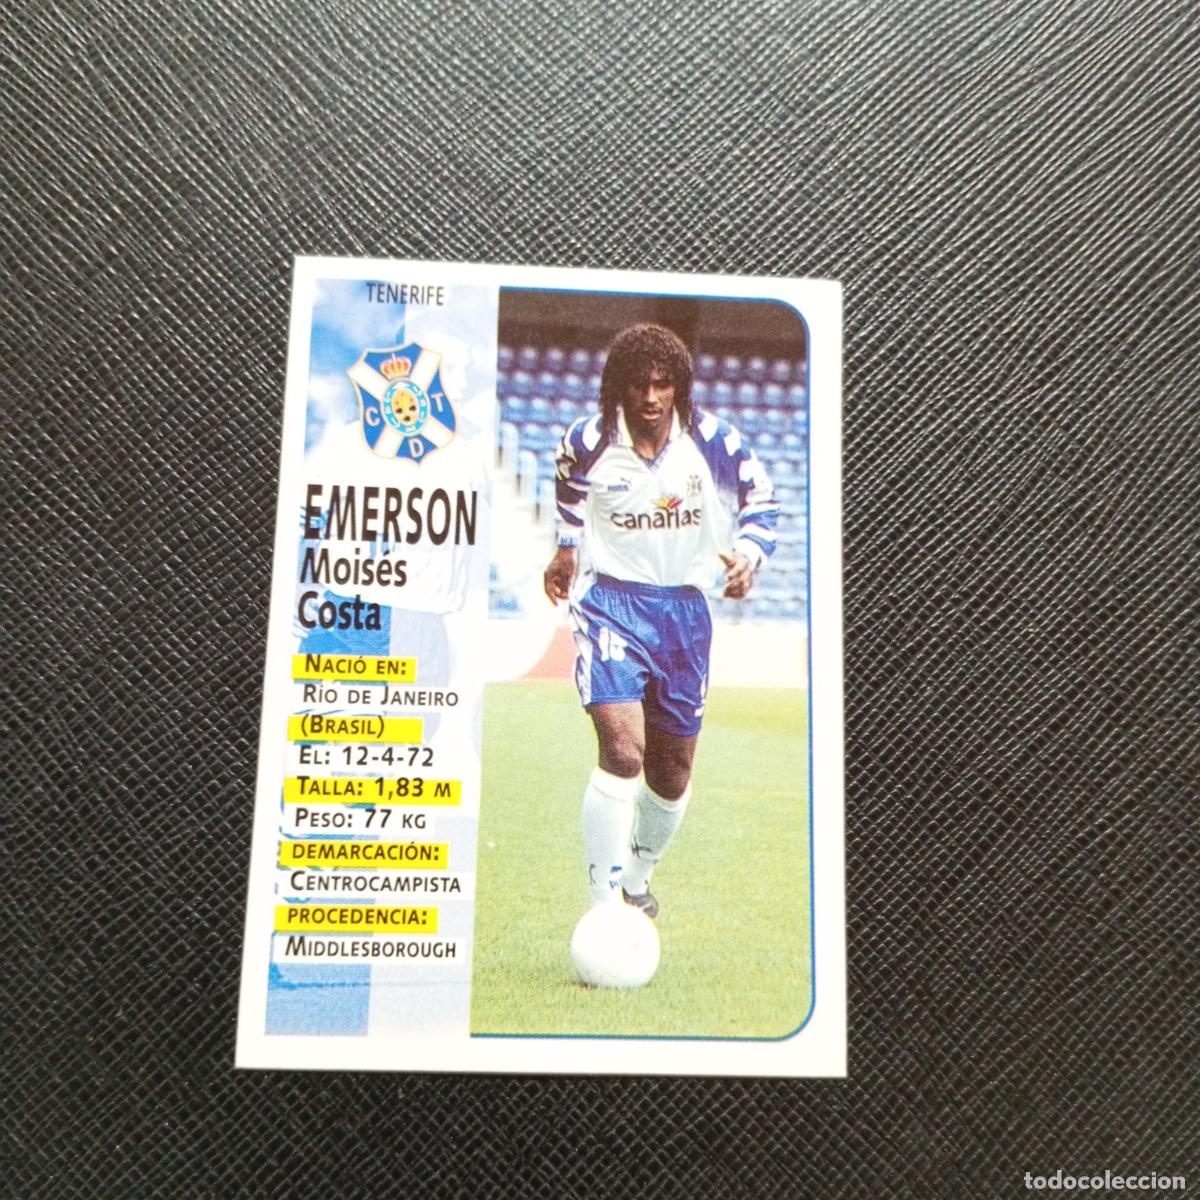 TENERIFE
C T
D
EMERSON
Moisés
Costa
NACIÓ EN:
RÍO DE JANEIRO
(BRASIL)
EL: 12-4-72
TALLA: 1,83 M
PESO: 77 KG
DEMARCACIÓN:
CENTROCAMPISTA
PROCEDENCIA:
MIDDLESBOROUGH
PUMA
canarias
todocoleccion